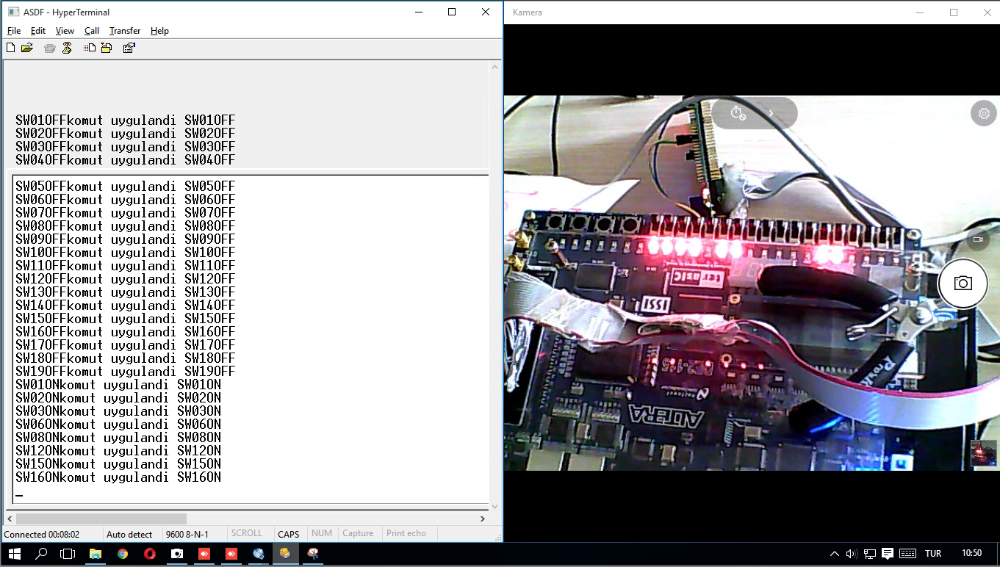 ASDF - HyperTerminal
File Edit View Call Transfer Help
SW01OFFkomut uygulandi SW01OFF
SW02OFFkomut uygulandi SW02OFF
SW03OFFkomut uygulandi SW03OFF
SW04OFFkomut uygulandi SW04OFF
SW05OFFkomut uygulandi SW05OFF
SW06OFFkomut uygulandi SW06OFF
SW07OFFkomut uygulandi SW07OFF
SW08OFFkomut uygulandi SW08OFF
SW09OFFkomut uygulandi SW09OFF
SW10OFFkomut uygulandi SW10OFF
SW11OFFkomut uygulandi SW11OFF
SW12OFFkomut uygulandi SW12OFF
SW13OFFkomut uygulandi SW13OFF
SW14OFFkomut uygulandi SW14OFF
SW15OFFkomut uygulandi SW15OFF
SW16OFFkomut uygulandi SW16OFF
SW17OFFkomut uygulandi SW17OFF
SW18OFFkomut uygulandi SW18OFF
SW19OFFkomut uygulandi SW19OFF
SW01ONkomut uygulandi SW01ON
SW02ONkomut uygulandi SW02ON
SW03ONkomut uygulandi SW03ON
SW06ONkomut uygulandi SW06ON
SW08ONkomut uygulandi SW08ON
SW12ONkomut uygulandi SW12ON
SW15ONkomut uygulandi SW15ON
SW16ONkomut uygulandi SW16ON
Connected 00:08:02 Auto detect 9600 8-N-1 SCROLL CAPS NUM Capture Print echo
Kamera
terasic
ISSI
ALTERA
TUR 10:50